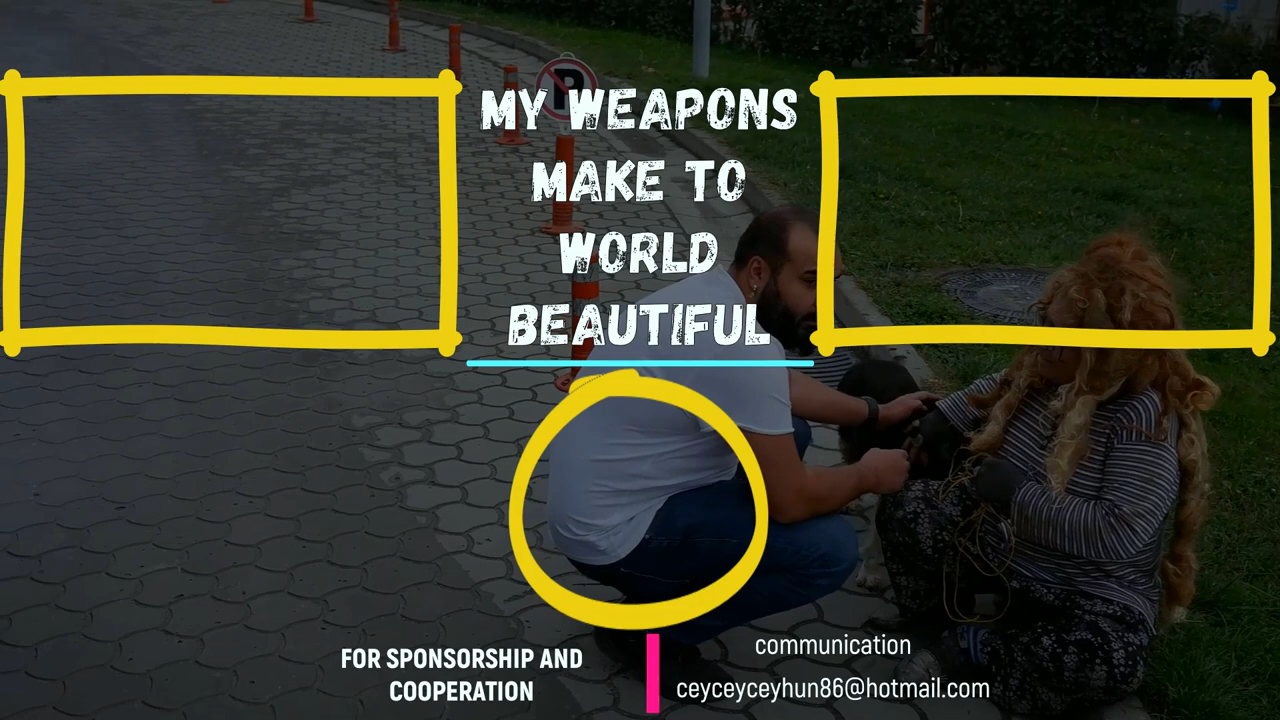 P
MY WEAPONS
MAKE TO
WORLD
BEAUTIFUL
FOR SPONSORSHIP AND
COOPERATION
communication
ceyceyceyhun86@hotmail.com